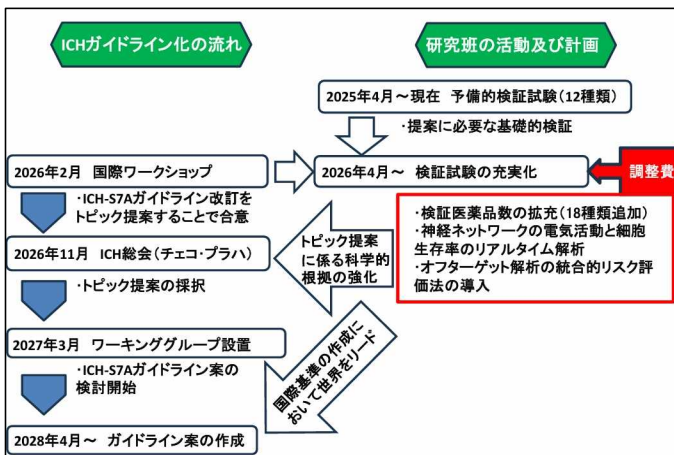 ICHガイドライン化の流れ
研究班の活動及び計画
2025年4月～現在 予備的検証試験(12種類)
・提案に必要な基礎的検証
2026年2月 国際ワークショップ
2026年4月～ 検証試験の充実化
調整費
・ICH-S7Aガイドライン改訂を
トピック提案することで合意
・検証医薬品数の拡充(18種類追加)
・神経ネットワークの電気活動と細胞
生存率のリアルタイム解析
・オフターゲット解析の統合的リスク評
価法の導入
トピック提案
に係る科学的
根拠の強化
2026年11月 ICH総会(チェコ・プラハ)
・トピック提案の採択
2027年3月 ワーキンググループ設置
・ICH-S7Aガイドライン案の
検討開始
国際基準の作成に
おいて世界をリード
2028年4月～ ガイドライン案の作成